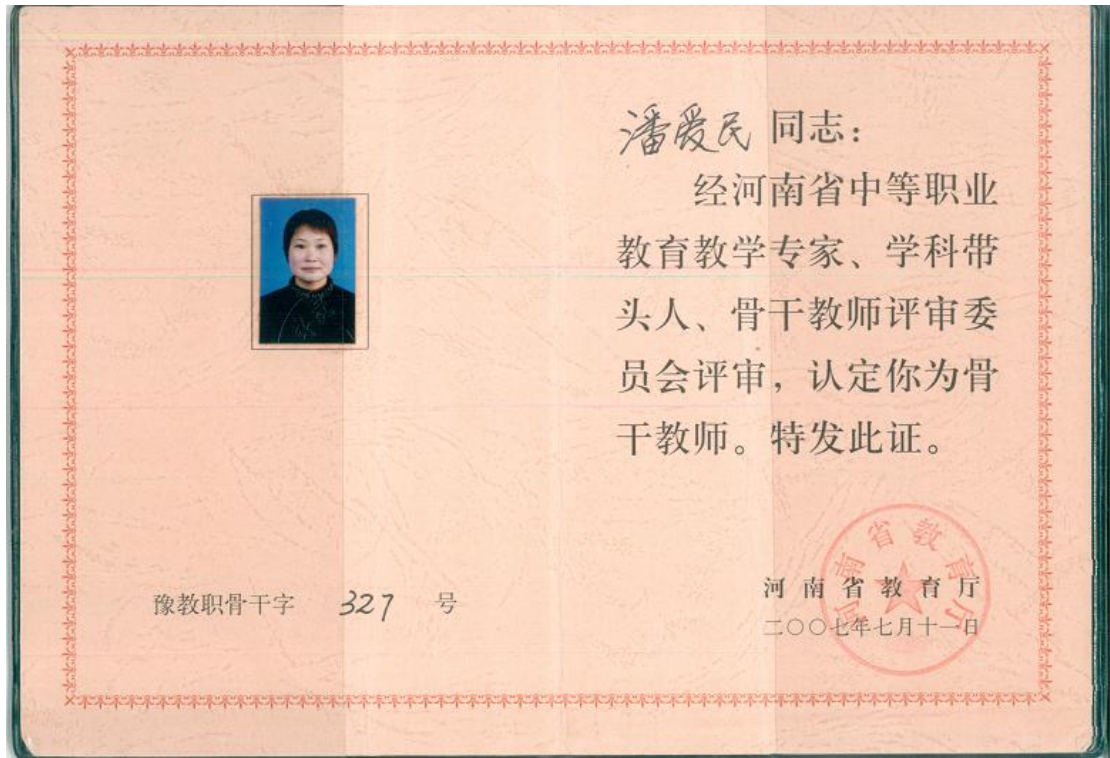 潘爱民 同志：
经河南省中等职业
教育教学专家、学科带
头人、骨干教师评审委
员会评审，认定你为骨
干教师。特发此证。
河南省教育厅
河南省教育厅
二〇〇七年七月十一日
豫教职骨干字 327 号